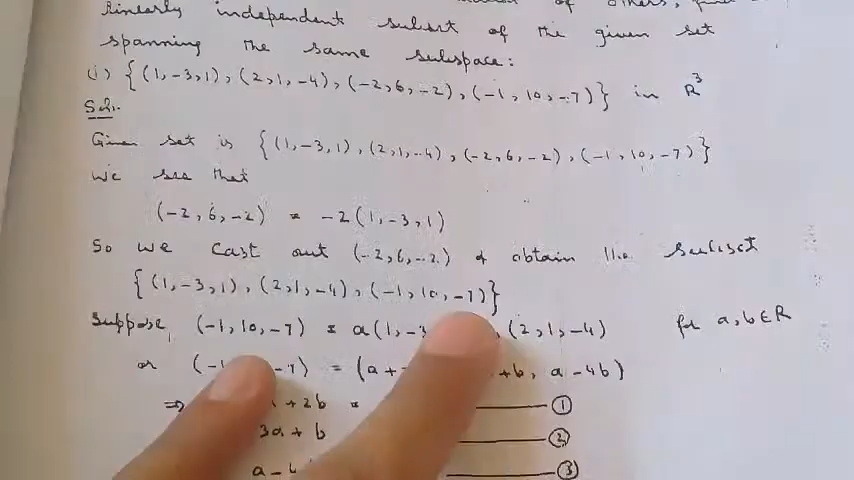 of others,
linearly independent subset of the given set
spanning the same subspace:
(i) {(1,-3,1), (2,1,-4), (-2,6,-2), (-1,10,-7)} in R³
Sol.
Given set is {(1,-3,1), (2,1,-4), (-2,6,-2), (-1,10,-7)}
We see that
(-2,6,-2) = -2(1,-3,1)
So we cast out (-2,6,-2) & obtain the subset
{(1,-3,1), (2,1,-4), (-1,10,-7)}
Suppose, (-1,10,-7) = a(1,-3 (2,1,-4) for a,b∈R
or (-1 -7) = (a+ +b, a-4b)
⇒ +2b = ①
3a+b ②
a-4 ③